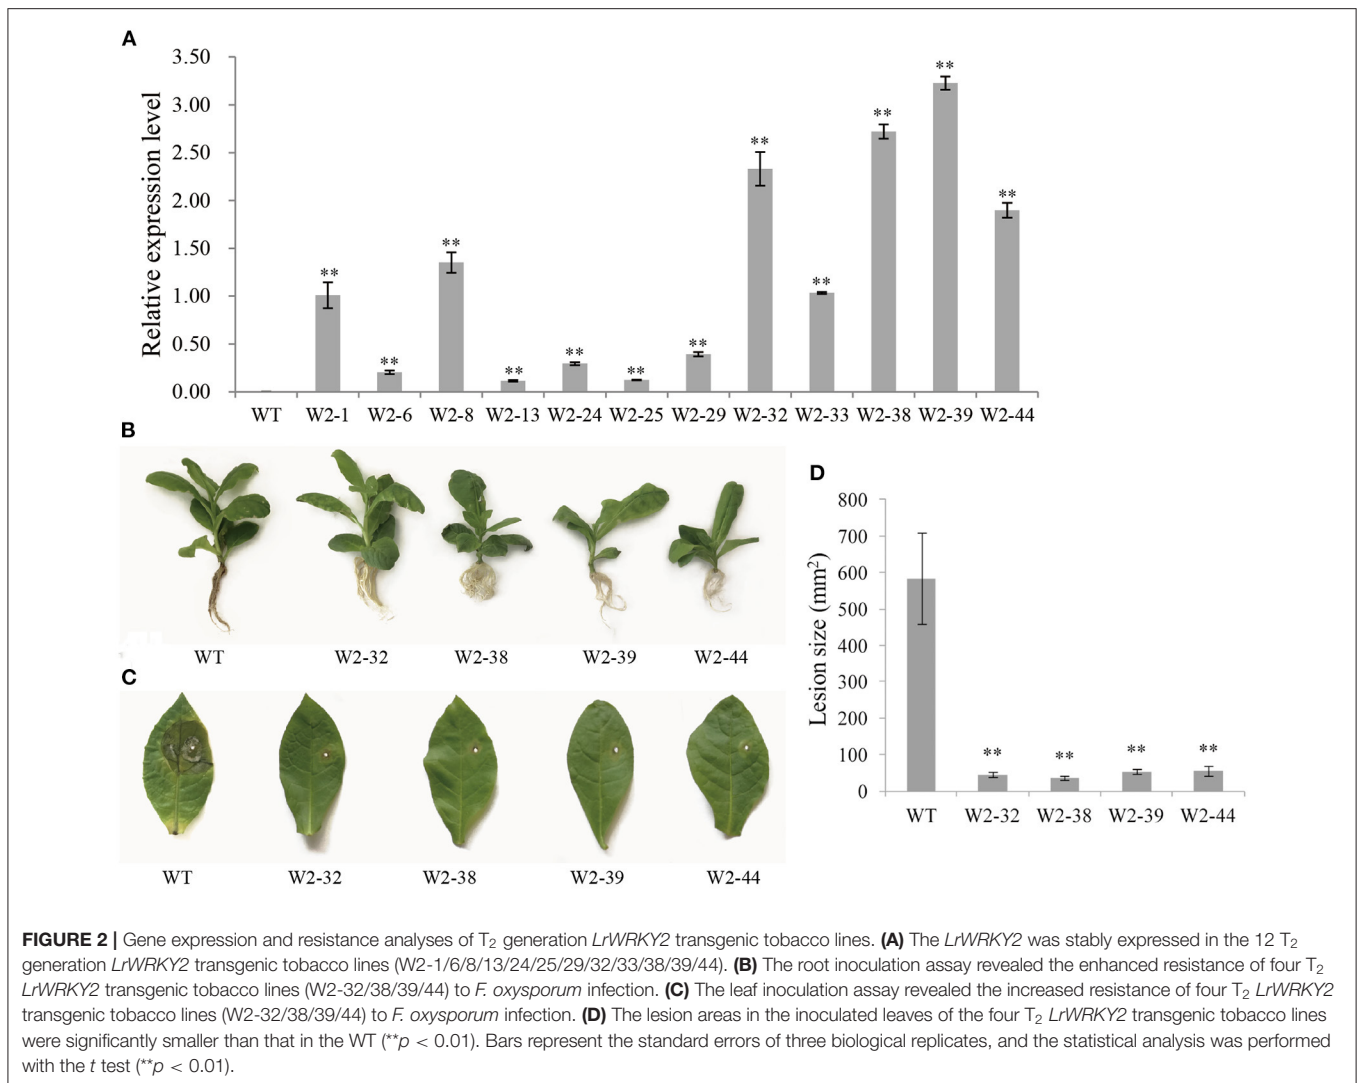 A
Relative expression level
3.50
3.00
2.50
2.00
1.50
1.00
0.50
0.00
** ** ** ** ** ** ** ** ** ** ** **
WT W2-1 W2-6 W2-8 W2-13 W2-24 W2-25 W2-29 W2-32 W2-33 W2-38 W2-39 W2-44
B
WT W2-32 W2-38 W2-39 W2-44
C
WT W2-32 W2-38 W2-39 W2-44
D
Lesion size (mm²)
800
700
600
500
400
300
200
100
0
** ** ** **
WT W2-32 W2-38 W2-39 W2-44
FIGURE 2 | Gene expression and resistance analyses of T₂ generation LrWRKY2 transgenic tobacco lines. (A) The LrWRKY2 was stably expressed in the 12 T₂
generation LrWRKY2 transgenic tobacco lines (W2-1/6/8/13/24/25/29/32/33/38/39/44). (B) The root inoculation assay revealed the enhanced resistance of four T₂
LrWRKY2 transgenic tobacco lines (W2-32/38/39/44) to F. oxysporum infection. (C) The leaf inoculation assay revealed the increased resistance of four T₂ LrWRKY2
transgenic tobacco lines (W2-32/38/39/44) to F. oxysporum infection. (D) The lesion areas in the inoculated leaves of the four T₂ LrWRKY2 transgenic tobacco lines
were significantly smaller than that in the WT (**p < 0.01). Bars represent the standard errors of three biological replicates, and the statistical analysis was performed
with the t test (**p < 0.01).